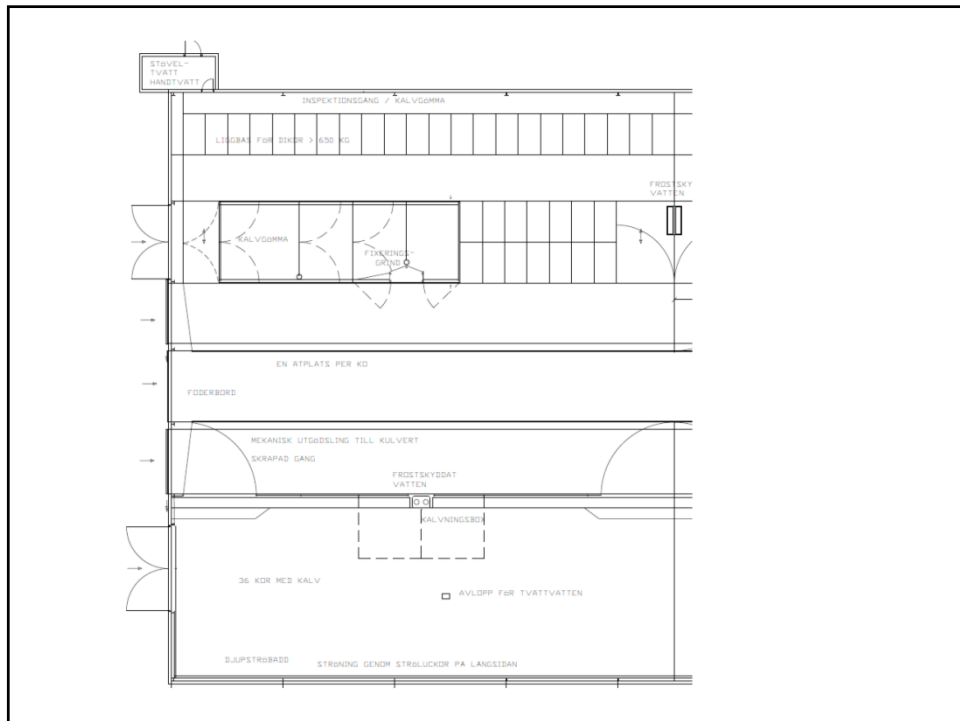 STÖVEL-
TVÄTT
HANDTVÄTT
INSPEKTIONSGÅNG / KALVGÖMMA
LIGGBÅS FÖR DIKOR > 650 KG
FROSTSKY
VATTEN
KALVGÖMMA
FIXERINGS-
GRIND
EN ÄTPLATS PER KO
FODERBORD
MEKANISK UTGÖDSLING TILL KULVERT
SKRAPAD GÅNG
FROSTSKYDDAT
VATTEN
KALVNINGSBOX
36 KOR MED KALV
AVLOPP FÖR TVÄTTVATTEN
DJUPSTRÖBÄDD
STRÖNING GENOM STRÖLUCKOR PÅ LÅNGSIDAN